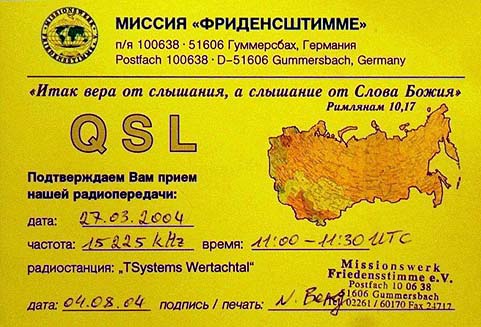 MISSIONSWERK FRIEDENSSTIMME
МИССИЯ «ФРИДЕНСШТИММЕ»
п/я 100638 · 51606 Гуммерсбах, Германия
Postfach 100638 · D–51606 Gummersbach, Germany
«Итак вера от слышания, а слышание от Слова Божия»
Римлянам 10,17
QSL
Подтверждаем Вам прием
нашей радиопередачи:
дата: 27.03.2004
частота: 15225 kHz время: 11:00 – 11:30 UTC
радиостанция: „TSystems Wertachtal"
Missionswerk
Friedensstimme e.V.
Postfach 10 06 38
51606 Gummersbach
Tel. 02261 / 60170 Fax 24717
дата: 04.08.04 подпись / печать: N. Berg